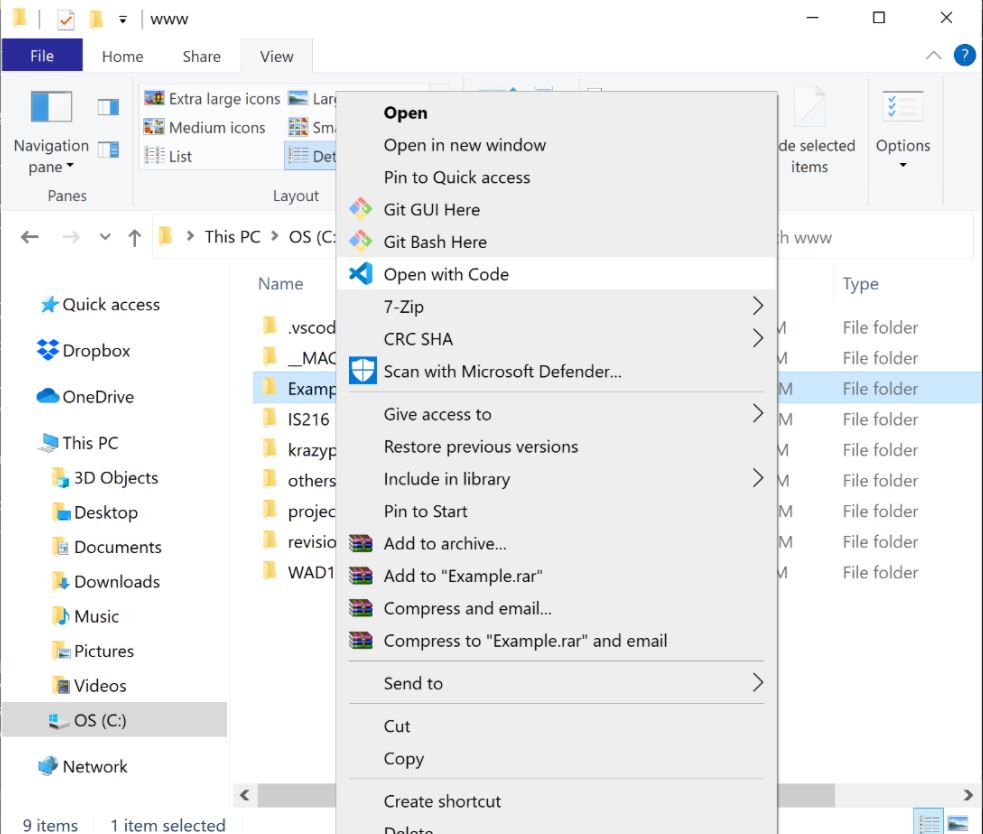 www
File Home Share View
Extra large icons
Medium icons
List
Navigation
pane
Panes
Layout
de selected
items
Options
This PC OS (C:
h www
Open
Open in new window
Pin to Quick access
Git GUI Here
Git Bash Here
Open with Code
7-Zip
CRC SHA
Scan with Microsoft Defender...
Give access to
Restore previous versions
Include in library
Pin to Start
Add to archive...
Add to "Example.rar"
Compress and email...
Compress to "Example.rar" and email
Send to
Cut
Copy
Create shortcut
Delete
Quick access
Dropbox
OneDrive
This PC
3D Objects
Desktop
Documents
Downloads
Music
Pictures
Videos
OS (C:)
Network
Name Type
.vscod M File folder
__MAC M File folder
Examp M File folder
IS216 M File folder
krazyp M File folder
others M File folder
projec M File folder
revisio M File folder
WAD1 M File folder
9 items 1 item selected